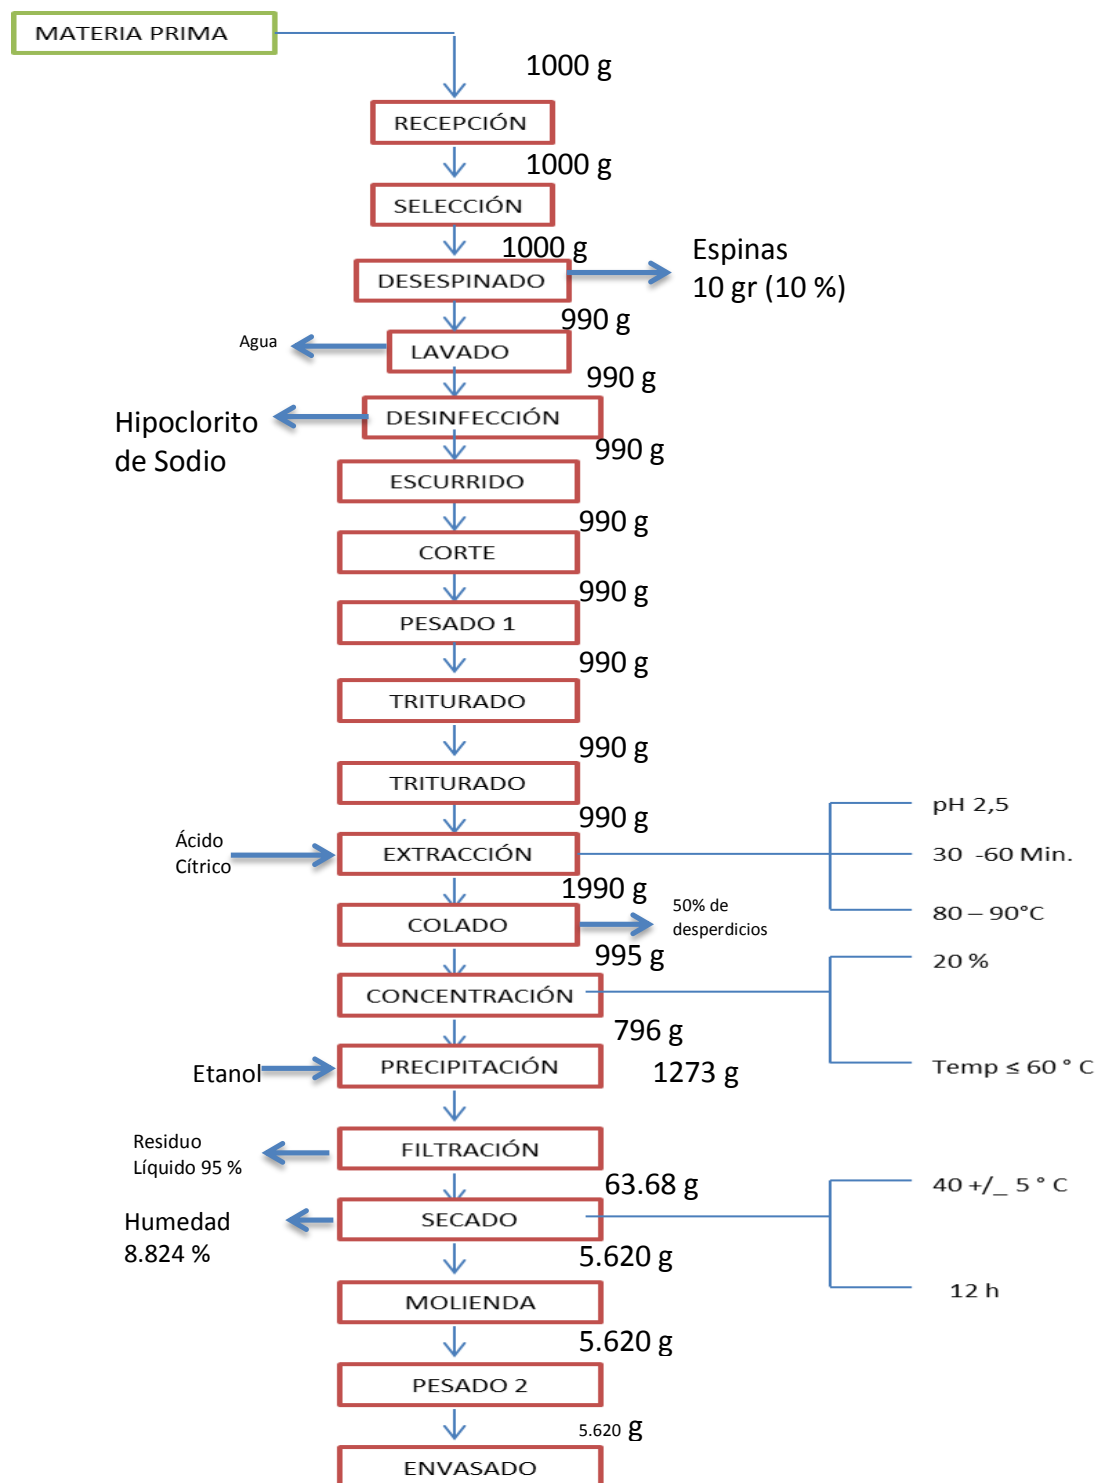 MATERIA PRIMA
1000 g
RECEPCIÓN
1000 g
SELECCIÓN
1000 g
DESESPINADO
Espinas
10 gr (10 %)
990 g
Agua
LAVADO
990 g
Hipoclorito
de Sodio
DESINFECCIÓN
990 g
ESCURRIDO
990 g
CORTE
990 g
PESADO 1
990 g
TRITURADO
990 g
TRITURADO
990 g
Ácido
Cítrico
EXTRACCIÓN
pH 2,5
30 -60 Min.
80 – 90°C
1990 g
COLADO
50% de
desperdicios
995 g
CONCENTRACIÓN
20 %
Temp ≤ 60 ° C
796 g
Etanol
PRECIPITACIÓN
1273 g
Residuo
Líquido 95 %
FILTRACIÓN
63.68 g
Humedad
8.824 %
SECADO
40 +/_ 5 ° C
12 h
5.620 g
MOLIENDA
5.620 g
PESADO 2
5.620 g
ENVASADO